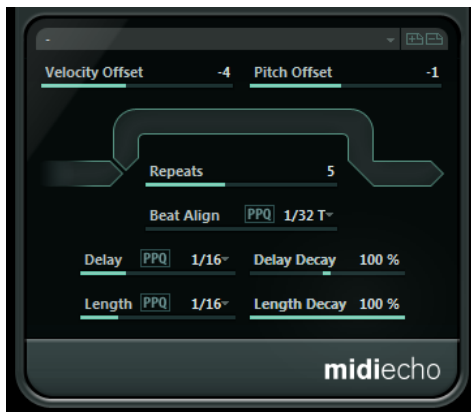 -
Velocity Offset -4 Pitch Offset -1
Repeats 5
Beat Align PPQ 1/32 T
Delay PPQ 1/16 Delay Decay 100 %
Length PPQ 1/16 Length Decay 100 %
midiecho